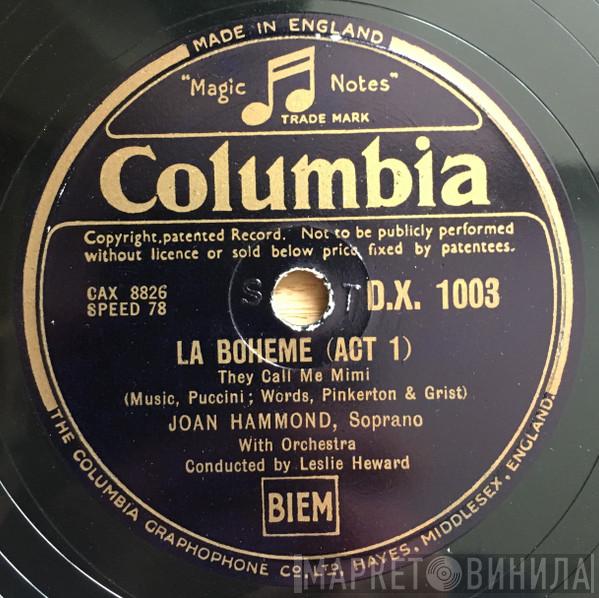 MADE IN ENGLAND
"Magic Notes"
TRADE MARK
Columbia
Copyright, patented Record. Not to be publicly performed
without licence or sold below price fixed by patentees.
CAX 8826
SPEED 78
D.X. 1003
LA BOHEME (ACT 1)
They Call Me Mimi
(Music, Puccini; Words, Pinkerton & Grist)
JOAN HAMMOND, Soprano
With Orchestra
Conducted by Leslie Heward
BIEM
THE COLUMBIA GRAPHOPHONE CO., LTD., HAYES, MIDDLESEX, ENGLAND.
МАРКЕТ ВИНИЛА